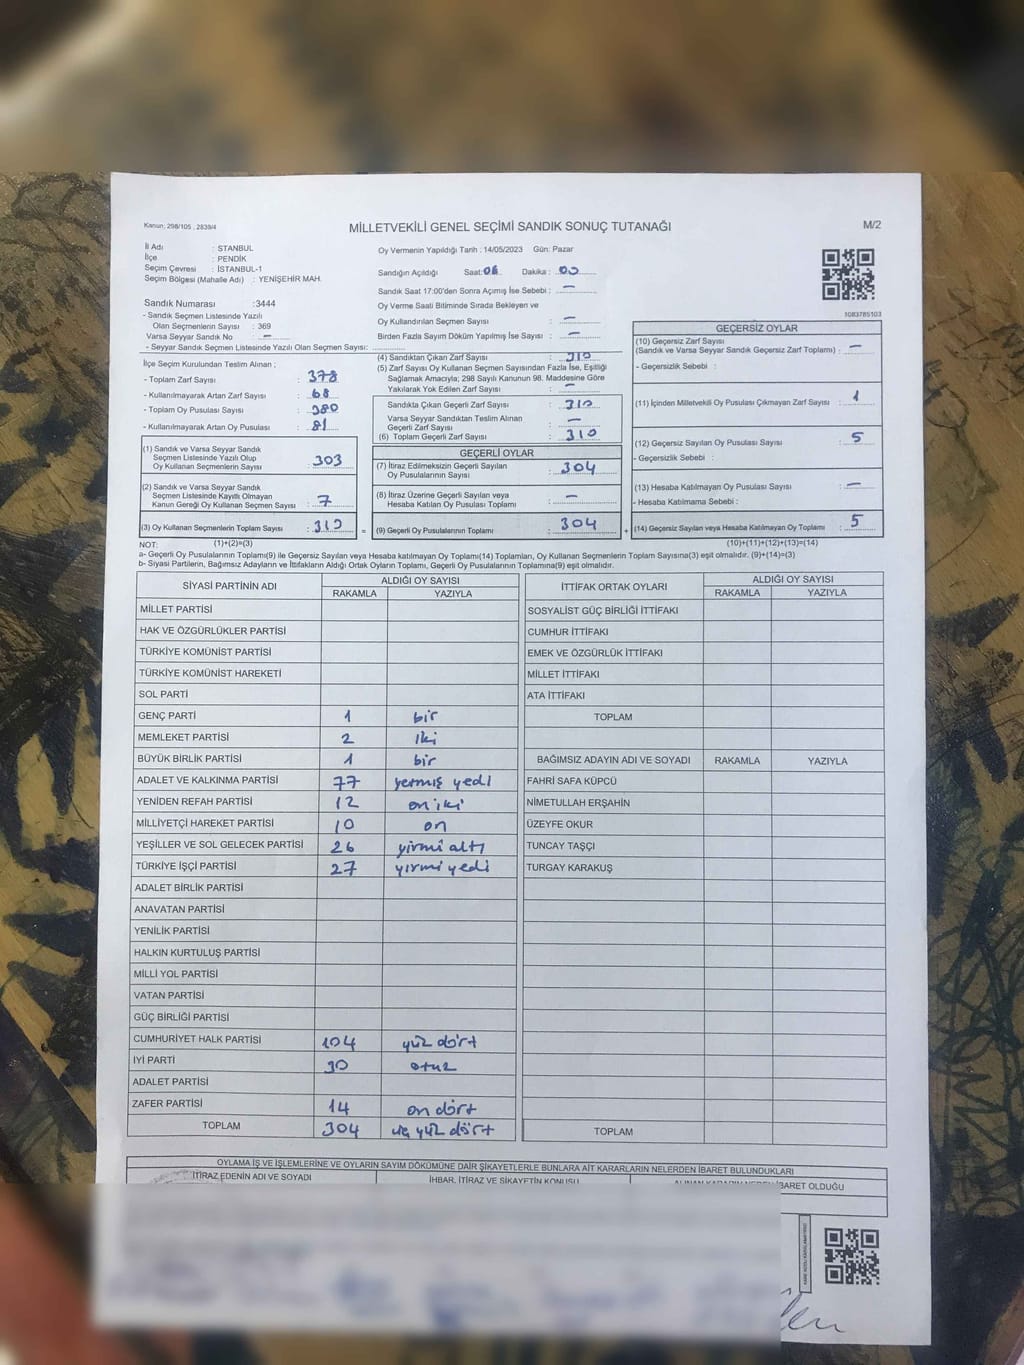 Kanun; 298/105 , 2839/4
MİLLETVEKİLİ GENEL SEÇİMİ SANDIK SONUÇ TUTANAĞI
M/2
İl Adı : STANBUL
İlçe : PENDİK
Seçim Çevresi : İSTANBUL-1
Seçim Bölgesi (Mahalle Adı) : YENIŞEHİR MAH.
Sandık Numarası :3444
- Sandık Seçmen Listesinde Yazılı
Olan Seçmenlerin Sayısı : 369
Varsa Seyyar Sandık No : –
- Seyyar Sandık Seçmen Listesinde Yazılı Olan Seçmen Sayısı:
İlçe Seçim Kurulundan Teslim Alınan ;
- Toplam Zarf Sayısı : 378
- Kullanılmayarak Artan Zarf Sayısı : 68
- Toplam Oy Pusulası Sayısı : 380
- Kullanılmayarak Artan Oy Pusulası : 81
(1) Sandık ve Varsa Seyyar Sandık
Seçmen Listesinde Yazılı Olup
Oy Kullanan Seçmenlerin Sayısı : 303
(2) Sandık ve Varsa Seyyar Sandık
Seçmen Listesinde Kayıtlı Olmayan
Kanun Gereği Oy Kullanan Seçmen Sayısı : 7
(3) Oy Kullanan Seçmenlerin Toplam Sayısı : 310 =
Oy Vermenin Yapıldığı Tarih : 14/05/2023 Gün: Pazar
Sandığın Açıldığı Saat: 06 Dakika : 00
Sandık Saat 17:00'den Sonra Açımış İse Sebebi : –
Oy Verme Saati Bitiminde Sırada Bekleyen ve
Oy Kullandırılan Seçmen Sayısı : –
Birden Fazla Sayım Döküm Yapılmış İse Sayısı : –
(4) Sandıktan Çıkan Zarf Sayısı : 310
(5) Zarf Sayısı Oy Kullanan Seçmen Sayısından Fazla İse, Eşitliği
Sağlamak Amacıyla; 298 Sayılı Kanunun 98. Maddesine Göre
Yakılarak Yok Edilen Zarf Sayısı : –
Sandıkta Çıkan Geçerli Zarf Sayısı : 310
Varsa Seyyar Sandıktan Teslim Alınan
Geçerli Zarf Sayısı : –
(6) Toplam Geçerli Zarf Sayısı : 310
GEÇERLİ OYLAR
(7) İtiraz Edilmeksizin Geçerli Sayılan
Oy Pusulalarının Sayısı : 304
(8) İtiraz Üzerine Geçerli Sayılan veya
Hesaba Katılan Oy Pusulası Toplamı : –
(9) Geçerli Oy Pusulalarının Toplamı : 304 +
1083785103
GEÇERSİZ OYLAR
(10) Geçersiz Zarf Sayısı
(Sandık ve Varsa Seyyar Sandık Geçersiz Zarf Toplamı) : –
- Geçersizlik Sebebi :
(11) İçinden Milletvekili Oy Pusulası Çıkmayan Zarf Sayısı : 1
(12) Geçersiz Sayılan Oy Pusulası Sayısı : 5
- Geçersizlik Sebebi :
(13) Hesaba Katılmayan Oy Pusulası Sayısı : –
- Hesaba Katılmama Sebebi :
(14) Geçersiz Sayılan veya Hesaba Katılmayan Oy Toplamı : 5
NOT: (1)+(2)=(3) (10)+(11)+(12)+(13)=(14)
a- Geçerli Oy Pusulalarının Toplamı(9) ile Geçersiz Sayılan veya Hesaba katılmayan Oy Toplamı(14) Toplamları, Oy Kullanan Seçmenlerin Toplam Sayısına(3) eşit olmalıdır. (9)+(14)=(3)
b- Siyasi Partilerin, Bağımsız Adayların ve İttifakların Aldığı Ortak Oyların Toplamı, Geçerli Oy Pusulalarının Toplamına(9) eşit olmalıdır.
SİYASİ PARTİNİN ADI ALDIĞI OY SAYISI
RAKAMLA YAZIYLA
MİLLET PARTİSİ
HAK VE ÖZGÜRLÜKLER PARTİSİ
TÜRKİYE KOMÜNİST PARTİSİ
TÜRKİYE KOMÜNİST HAREKETİ
SOL PARTİ
GENÇ PARTİ 1 bir
MEMLEKET PARTİSİ 2 iki
BÜYÜK BİRLİK PARTİSİ 1 bir
ADALET VE KALKINMA PARTİSİ 77 yetmiş yedi
YENİDEN REFAH PARTİSİ 12 on iki
MİLLİYETÇİ HAREKET PARTİSİ 10 on
YEŞİLLER VE SOL GELECEK PARTİSİ 26 yirmi altı
TÜRKİYE İŞÇİ PARTİSİ 27 yirmi yedi
ADALET BİRLİK PARTİSİ
ANAVATAN PARTİSİ
YENİLİK PARTİSİ
HALKIN KURTULUŞ PARTİSİ
MİLLİ YOL PARTİSİ
VATAN PARTİSİ
GÜÇ BİRLİĞİ PARTİSİ
CUMHURİYET HALK PARTİSİ 104 yüz dört
İYİ PARTİ 30 otuz
ADALET PARTİSİ
ZAFER PARTİSİ 14 on dört
TOPLAM 304 üç yüz dört
İTTİFAK ORTAK OYLARI ALDIĞI OY SAYISI
RAKAMLA YAZIYLA
SOSYALİST GÜÇ BİRLİĞİ İTTİFAKI
CUMHUR İTTİFAKI
EMEK VE ÖZGÜRLÜK İTTİFAKI
MİLLET İTTİFAKI
ATA İTTİFAKI
TOPLAM
BAĞIMSIZ ADAYIN ADI VE SOYADI RAKAMLA YAZIYLA
FAHRİ SAFA KÜPCÜ
NİMETULLAH ERŞAHİN
ÜZEYFE OKUR
TUNCAY TAŞÇI
TURGAY KARAKUŞ
TOPLAM
OYLAMA İŞ VE İŞLEMLERİNE VE OYLARIN SAYIM DÖKÜMÜNE DAİR ŞİKAYETLERLE BUNLARA AİT KARARLARIN NELERDEN İBARET BULUNDUKLARI
İTİRAZ EDENİN ADI VE SOYADI İHBAR, İTİRAZ VE ŞİKAYETİN KONUSU ALINAN KARARIN NEDEN İBARET OLDUĞU